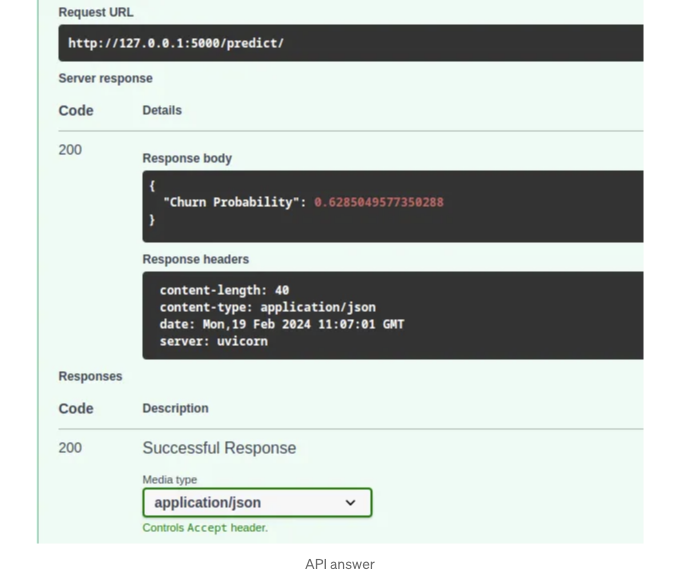 Request URL
http://127.0.0.1:5000/predict/
Server response
Code Details
200
Response body
{
"Churn Probability": 0.6285049577350288
}
Response headers
content-length: 40
content-type: application/json
date: Mon,19 Feb 2024 11:07:01 GMT
server: uvicorn
Responses
Code Description
200 Successful Response
Media type
application/json
Controls Accept header.
API answer